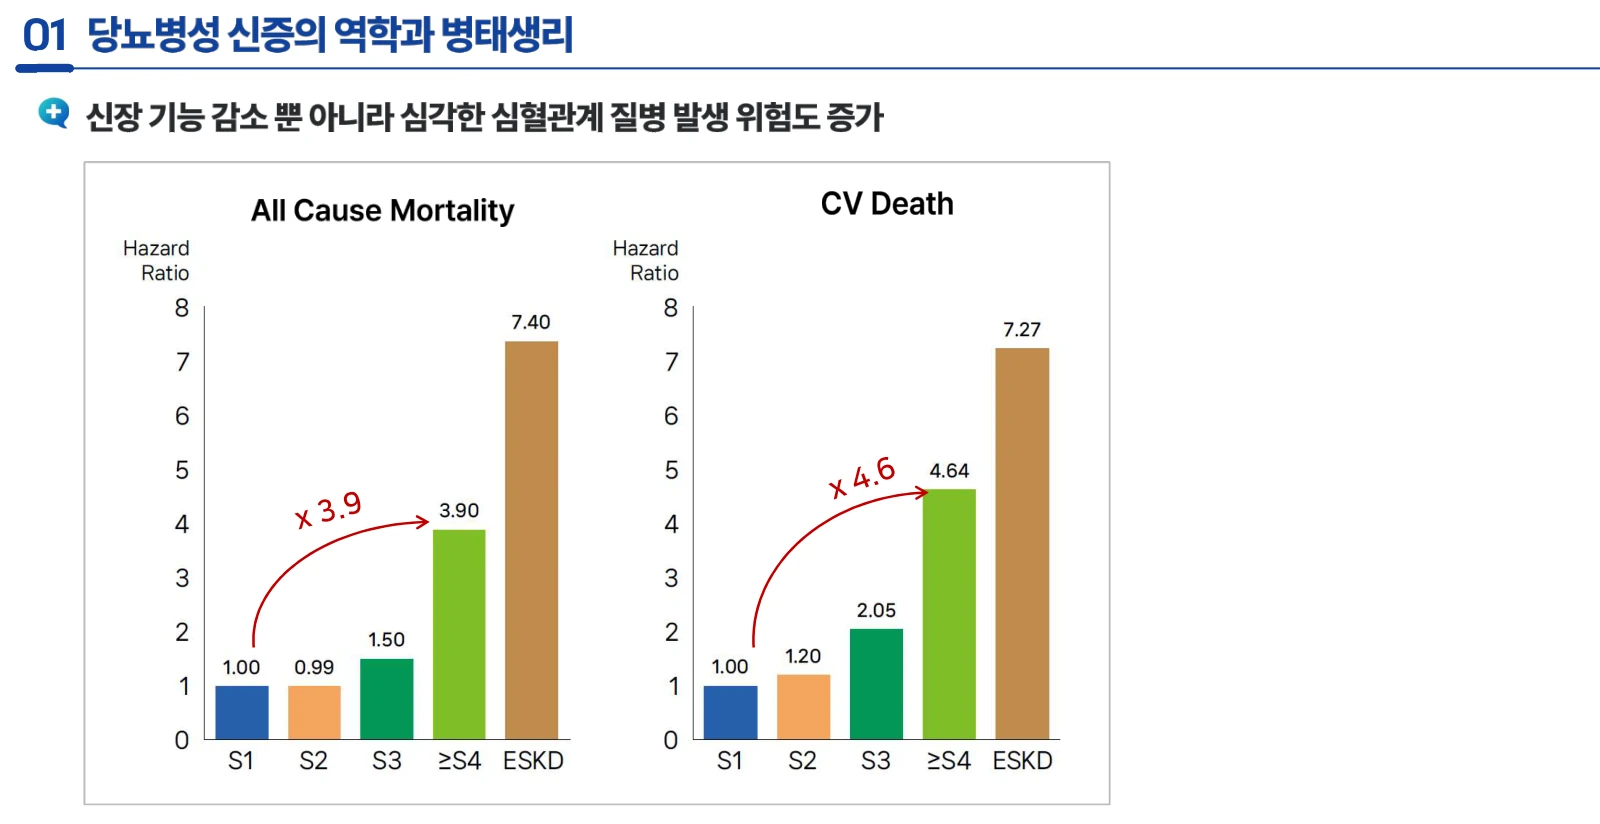 01 당뇨병성 신증의 역학과 병태생리
신장 기능 감소 뿐 아니라 심각한 심혈관계 질병 발생 위험도 증가
All Cause Mortality
Hazard
Ratio
8
7
6
5
4
3
2
1
0
1.00
0.99
1.50
3.90
7.40
x 3.9
S1 S2 S3 ≥S4 ESKD
CV Death
Hazard
Ratio
8
7
6
5
4
3
2
1
0
1.00
1.20
2.05
4.64
7.27
x 4.6
S1 S2 S3 ≥S4 ESKD